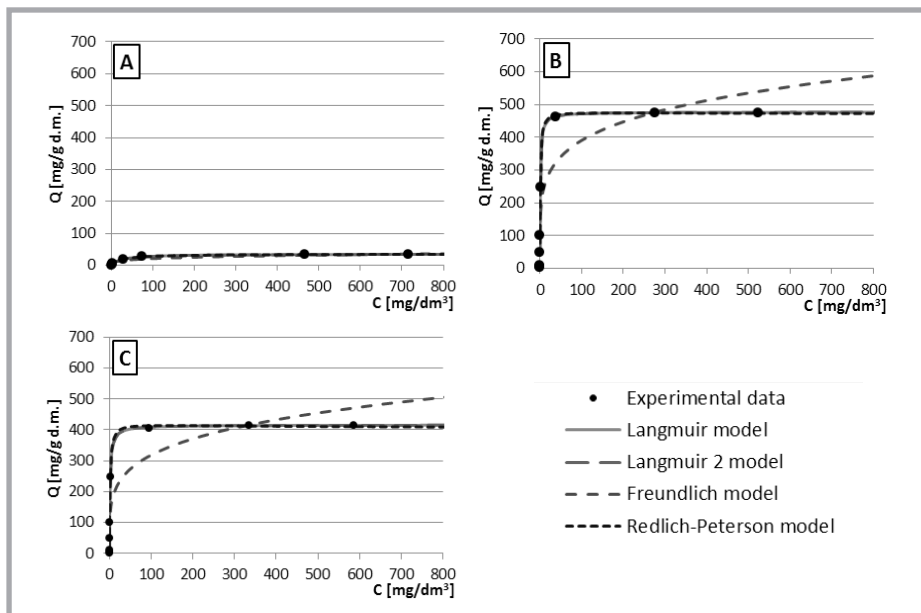 A
Q [mg/g d.m.]
700
600
500
400
300
200
100
0
0 100 200 300 400 500 600 700 800
C [mg/dm³]
B
Q [mg/g d.m.]
700
600
500
400
300
200
100
0
0 100 200 300 400 500 600 700 800
C [mg/dm³]
C
Q [mg/g d.m.]
700
600
500
400
300
200
100
0
0 100 200 300 400 500 600 700 800
C [mg/dm³]
Experimental data
Langmuir model
Langmuir 2 model
Freundlich model
Redlich-Peterson model